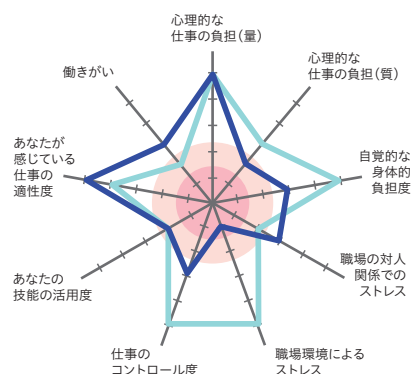 心理的な
仕事の負担（量）
心理的な
仕事の負担（質）
自覚的な
身体的
負担度
職場の対人
関係での
ストレス
職場環境による
ストレス
仕事の
コントロール度
あなたの
技能の活用度
あなたが
感じている
仕事の
適性度
働きがい